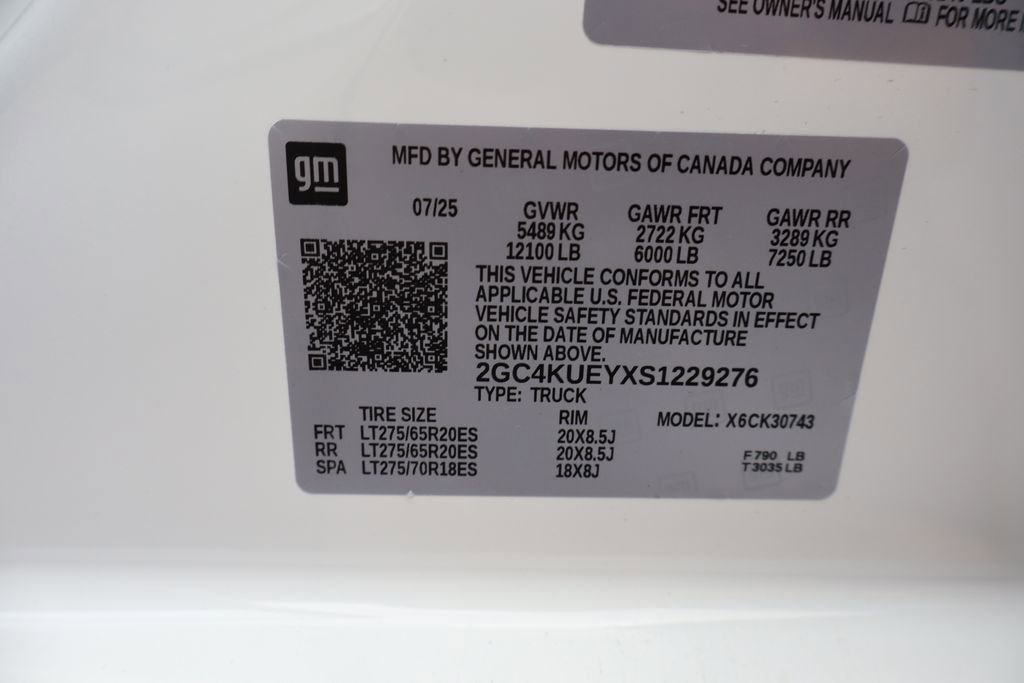 SEE OWNER'S MANUAL FOR MORE
gm
MFD BY GENERAL MOTORS OF CANADA COMPANY
07/25 GVWR GAWR FRT GAWR RR
5489 KG 2722 KG 3289 KG
12100 LB 6000 LB 7250 LB
THIS VEHICLE CONFORMS TO ALL
APPLICABLE U.S. FEDERAL MOTOR
VEHICLE SAFETY STANDARDS IN EFFECT
ON THE DATE OF MANUFACTURE
SHOWN ABOVE.
2GC4KUEYXS1229276
TYPE: TRUCK
TIRE SIZE RIM MODEL: X6CK30743
FRT LT275/65R20ES 20X8.5J
RR LT275/65R20ES 20X8.5J F 790 LB
SPA LT275/70R18ES 18X8J T 3035 LB